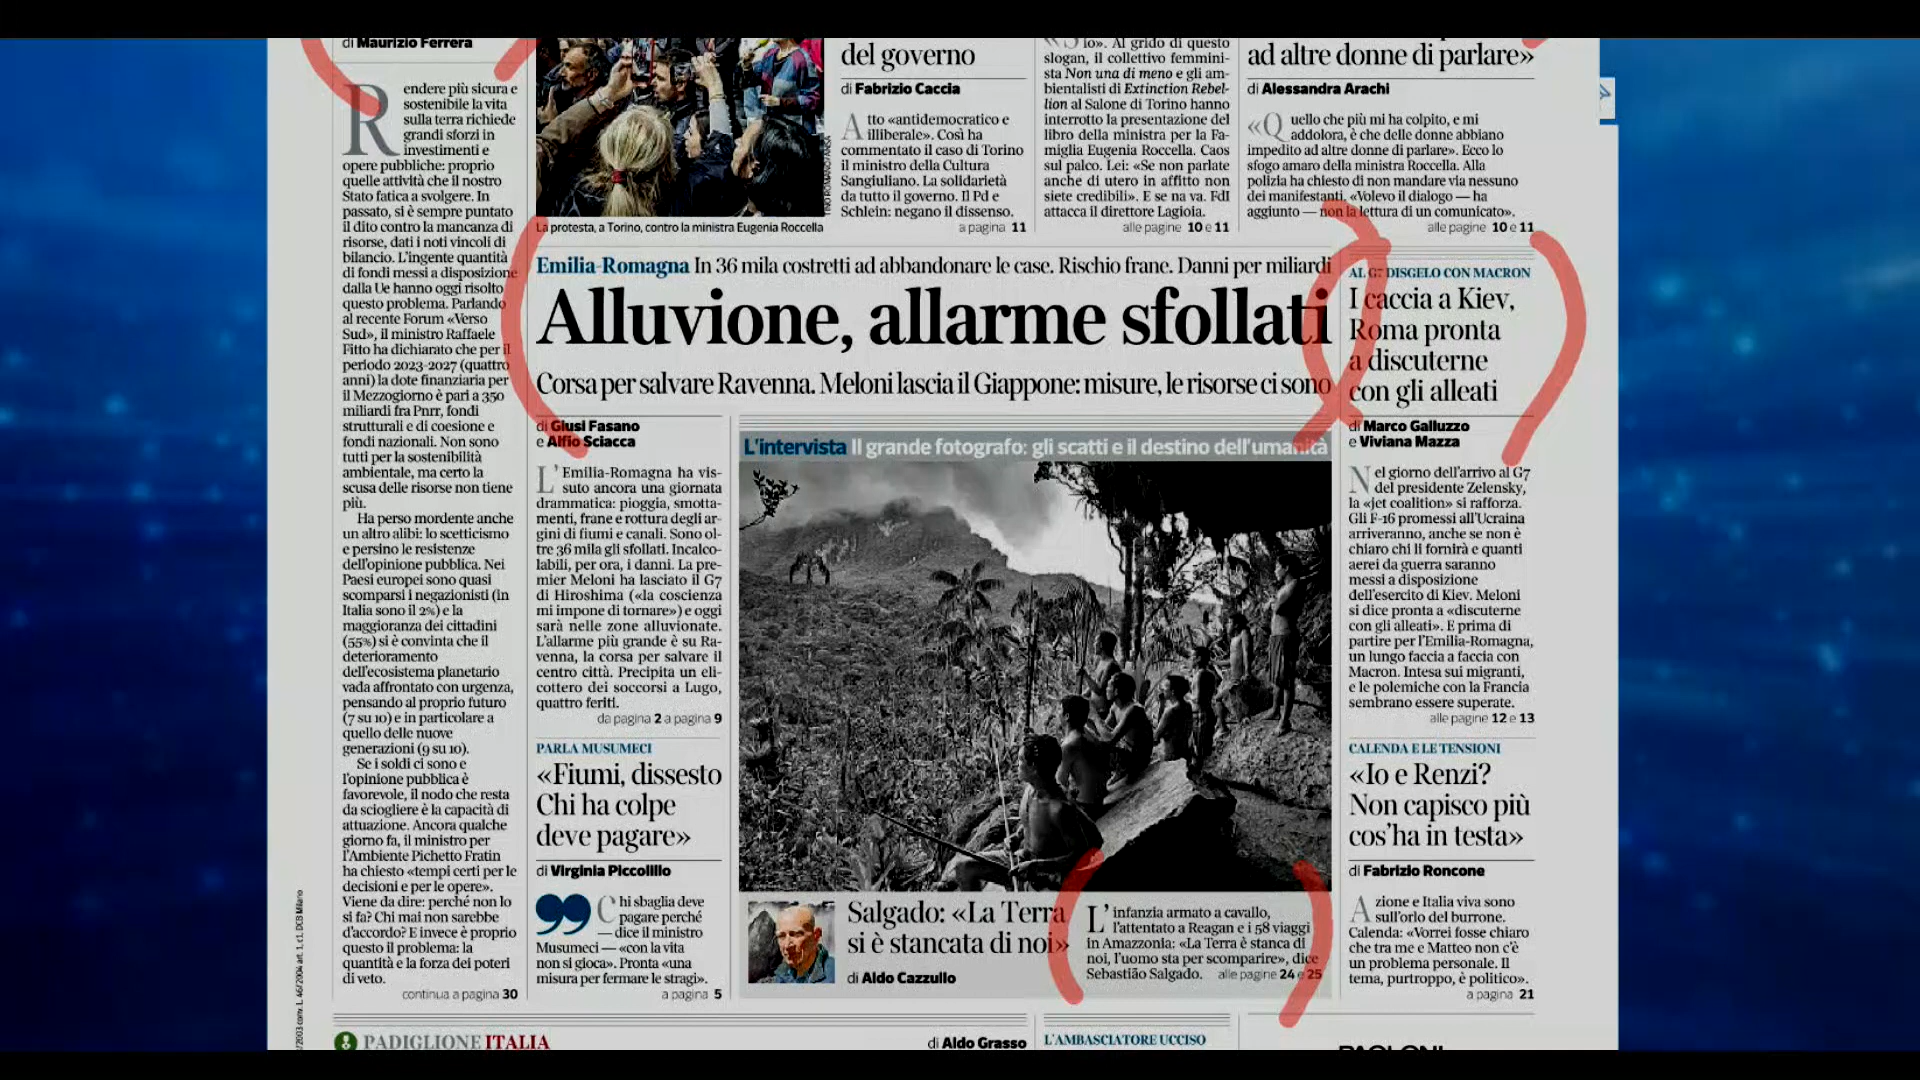 di Maurizio Ferrera
R
endere più sicura e
sostenibile la vita
sulla terra richiede
grandi sforzi in
investimenti e
opere pubbliche: proprio
quelle attività che il nostro
Stato fatica a svolgere. In
passato, si è sempre puntato
il dito contro la mancanza di
risorse, dati i noti vincoli di
bilancio. L'ingente quantità
di fondi messi a disposizione
dalla Ue hanno oggi risolto
questo problema. Parlando
al recente Forum «Verso
Sud», il ministro Raffaele
Fitto ha dichiarato che per il
periodo 2023-2027 (quattro
anni) la dote finanziaria per
il Mezzogiorno è pari a 350
miliardi fra Pnrr, fondi
strutturali e di coesione e
fondi nazionali. Non sono
tutti per la sostenibilità
ambientale, ma certo la
scusa delle risorse non tiene
più.
Ha perso mordente anche
un altro alibi: lo scetticismo
e persino le resistenze
dell'opinione pubblica. Nei
Paesi europei sono quasi
scomparsi i negazionisti (in
Italia sono il 2%) e la
maggioranza dei cittadini
(55%) si è convinta che il
deterioramento
dell'ecosistema planetario
vada affrontato con urgenza,
pensando al proprio futuro
(7 su 10) e in particolare a
quello delle nuove
generazioni (9 su 10).
Se i soldi ci sono e
l'opinione pubblica è
favorevole, il nodo che resta
da sciogliere è la capacità di
attuazione. Ancora qualche
giorno fa, il ministro per
l'Ambiente Pichetto Fratin
ha chiesto «tempi certi per le
decisioni e per le opere».
Viene da dire: perché non lo
si fa? Chi mai non sarebbe
d'accordo? E invece è proprio
questo il problema: la
quantità e la forza dei poteri
di veto.
continua a pagina 30
La protesta, a Torino, contro la ministra Eugenia Roccella
del governo
di Fabrizio Caccia
Atto «antidemocratico e
illiberale». Così ha
commentato il caso di Torino
il ministro della Cultura
Sangiuliano. La solidarietà
da tutto il governo. Il Pd e
Schlein: negano il dissenso.
a pagina 11
io». Al grido di questo
slogan, il collettivo femmini-
sta Non una di meno e gli am-
bientalisti di Extinction Rebel-
lion al Salone di Torino hanno
interrotto la presentazione del
libro della ministra per la Fa-
miglia Eugenia Roccella. Caos
sul palco. Lei: «Se non parlate
anche di utero in affitto non
siete credibili». E se na va. FdI
attacca il direttore Lagioia.
alle pagine 10 e 11
ad altre donne di parlare»
di Alessandra Arachi
«Quello che più mi ha colpito, e mi
addolora, è che delle donne abbiano
impedito ad altre donne di parlare». Ecco lo
sfogo amaro della ministra Roccella. Alla
polizia ha chiesto di non mandare via nessuno
dei manifestanti. «Volevo il dialogo — ha
aggiunto — non la lettura di un comunicato».
alle pagine 10 e 11
Emilia-Romagna In 36 mila costretti ad abbandonare le case. Rischio frane. Danni per miliardi
Alluvione, allarme sfollati
Corsa per salvare Ravenna. Meloni lascia il Giappone: misure, le risorse ci sono
di Giusi Fasano
e Alfio Sciacca
L'Emilia-Romagna ha vis-
suto ancora una giornata
drammatica: pioggia, smotta-
menti, frane e rottura degli ar-
gini di fiumi e canali. Sono ol-
tre 36 mila gli sfollati. Incalco-
labili, per ora, i danni. La pre-
mier Meloni ha lasciato il G7
di Hiroshima («la coscienza
mi impone di tornare») e oggi
sarà nelle zone alluvionate.
L'allarme più grande è su Ra-
venna, la corsa per salvare il
centro città. Precipita un eli-
cottero dei soccorsi a Lugo,
quattro feriti.
da pagina 2 a pagina 9
PARLA MUSUMECI
«Fiumi, dissesto
Chi ha colpe
deve pagare»
di Virginia Piccolillo
Chi sbaglia deve
pagare perché
— dice il ministro
Musumeci — «con la vita
non si gioca». Pronta «una
misura per fermare le stragi».
a pagina 5
L'intervista Il grande fotografo: gli scatti e il destino dell'umanità
Salgado: «La Terra
si è stancata di noi»
di Aldo Cazzullo
L'infanzia armato a cavallo,
l'attentato a Reagan e i 58 viaggi
in Amazzonia: «La Terra è stanca di
noi, l'uomo sta per scomparire», dice
Sebastião Salgado. alle pagine 24 e 25
AL G7 DISGELO CON MACRON
I caccia a Kiev,
Roma pronta
a discuterne
con gli alleati
di Marco Galluzzo
e Viviana Mazza
Nel giorno dell'arrivo al G7
del presidente Zelensky,
la «jet coalition» si rafforza.
Gli F-16 promessi all'Ucraina
arriveranno, anche se non è
chiaro chi li fornirà e quanti
aerei da guerra saranno
messi a disposizione
dell'esercito di Kiev. Meloni
si dice pronta a «discuterne
con gli alleati». E prima di
partire per l'Emilia-Romagna,
un lungo faccia a faccia con
Macron. Intesa sui migranti,
e le polemiche con la Francia
sembrano essere superate.
alle pagine 12 e 13
CALENDA E LE TENSIONI
«Io e Renzi?
Non capisco più
cos'ha in testa»
di Fabrizio Roncone
Azione e Italia viva sono
sull'orlo del burrone.
Calenda: «Vorrei fosse chiaro
che tra me e Matteo non c'è
un problema personale. Il
tema, purtroppo, è politico».
a pagina 21
PADIGLIONE ITALIA
di Aldo Grasso
L'AMBASCIATORE UCCISO